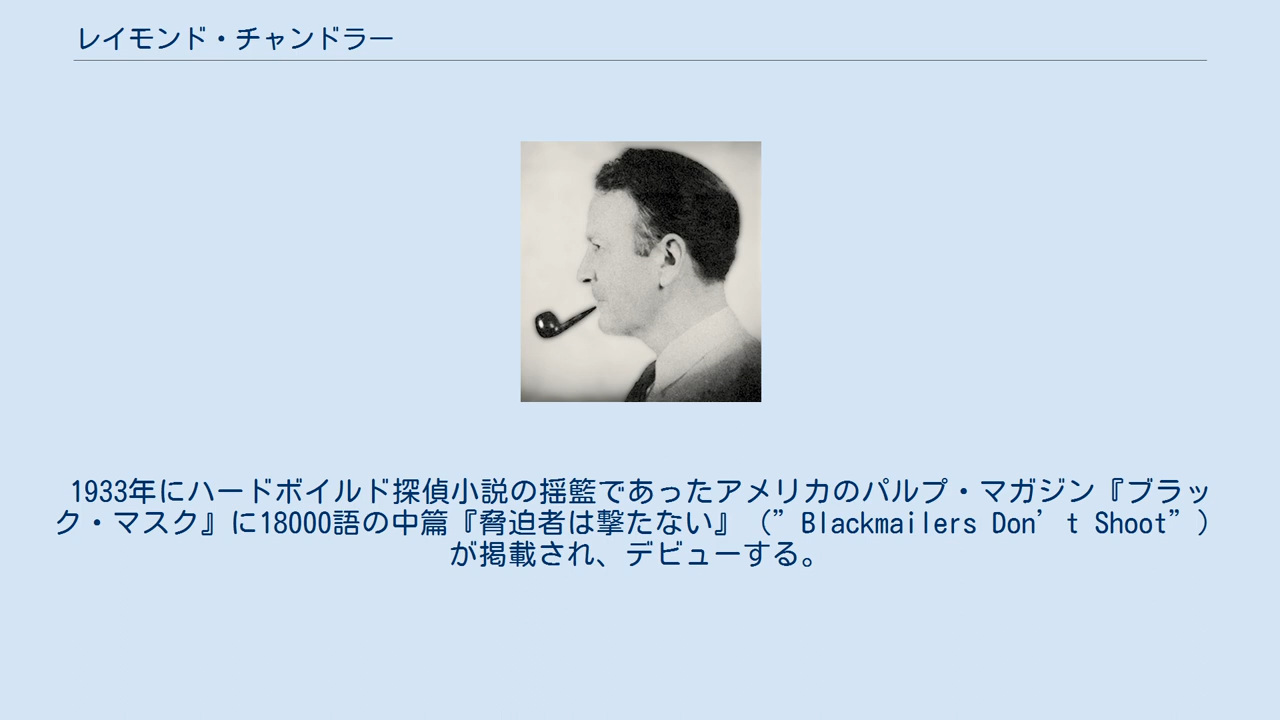 レイモンド・チャンドラー
1933年にハードボイルド探偵小説の揺籃であったアメリカのパルプ・マガジン『ブラッ
ク・マスク』に18000語の中篇『脅迫者は撃たない』（”Blackmailers Don’t Shoot”）
が掲載され、デビューする。